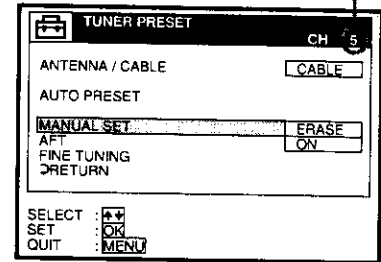 TUNER PRESET
CH 5
ANTENNA / CABLE CABLE
AUTO PRESET
MANUAL SET ERASE
AFT ON
FINE TUNING
RETURN
SELECT :
SET : OK
QUIT : MENU